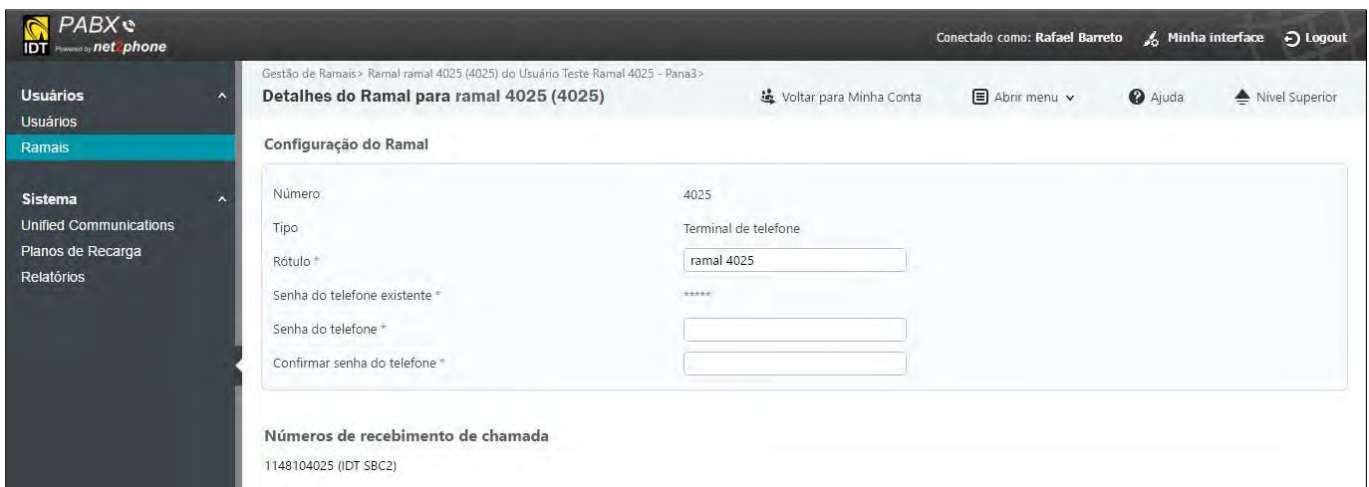 PABX
IDT Powered by net2phone
Conectado como: Rafael Barreto Minha interface Logout
Usuários
Usuários
Ramais
Sistema
Unified Communications
Planos de Recarga
Relatórios
Gestão de Ramais> Ramal ramal 4025 (4025) do Usuário Teste Ramal 4025 - Pana3>
Detalhes do Ramal para ramal 4025 (4025)
Voltar para Minha Conta Abrir menu Ajuda Nível Superior
Configuração do Ramal
Número 4025
Tipo Terminal de telefone
Rótulo * ramal 4025
Senha do telefone existente * *****
Senha do telefone *
Confirmar senha do telefone *
Números de recebimento de chamada
1148104025 (IDT SBC2)